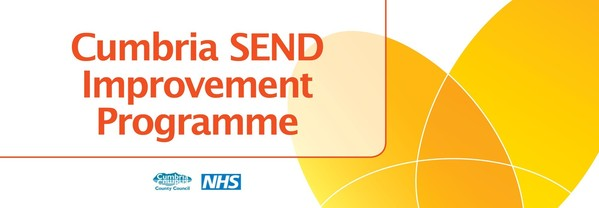 Cumbria SEND
Improvement
Programme
Cumbria
County Council
NHS